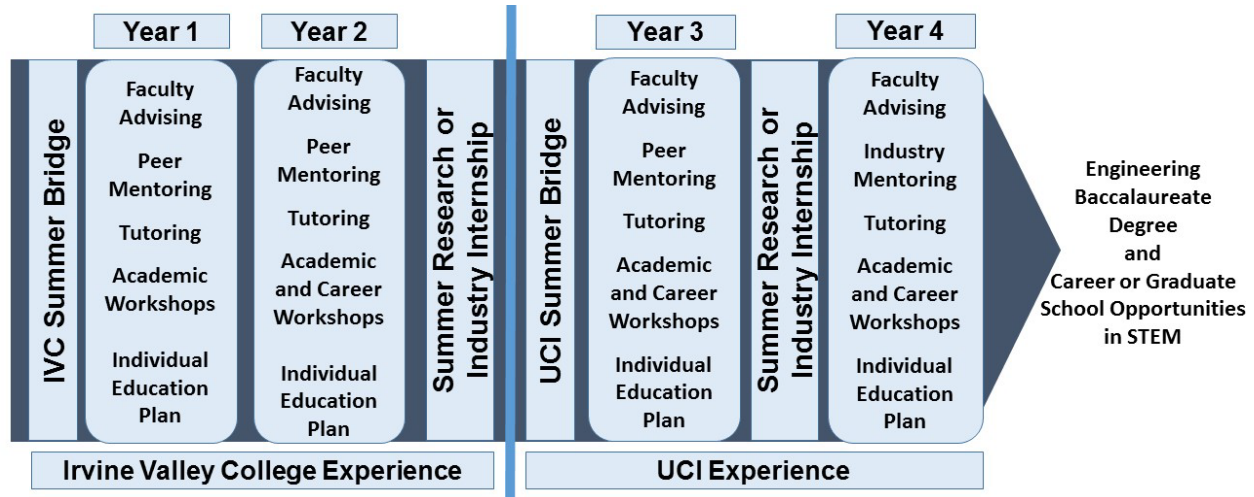 Year 1
Year 2
Year 3
Year 4
IVC Summer Bridge
Faculty
Advising
Peer
Mentoring
Tutoring
Academic
Workshops
Individual
Education
Plan
Faculty
Advising
Peer
Mentoring
Tutoring
Academic
and Career
Workshops
Individual
Education
Plan
Summer Research or
Industry Internship
UCI Summer Bridge
Faculty
Advising
Peer
Mentoring
Tutoring
Academic
and Career
Workshops
Individual
Education
Plan
Summer Research or
Industry Internship
Faculty
Advising
Industry
Mentoring
Tutoring
Academic
and Career
Workshops
Individual
Education
Plan
Engineering
Baccalaureate
Degree
and
Career or Graduate
School Opportunities
in STEM
Irvine Valley College Experience
UCI Experience